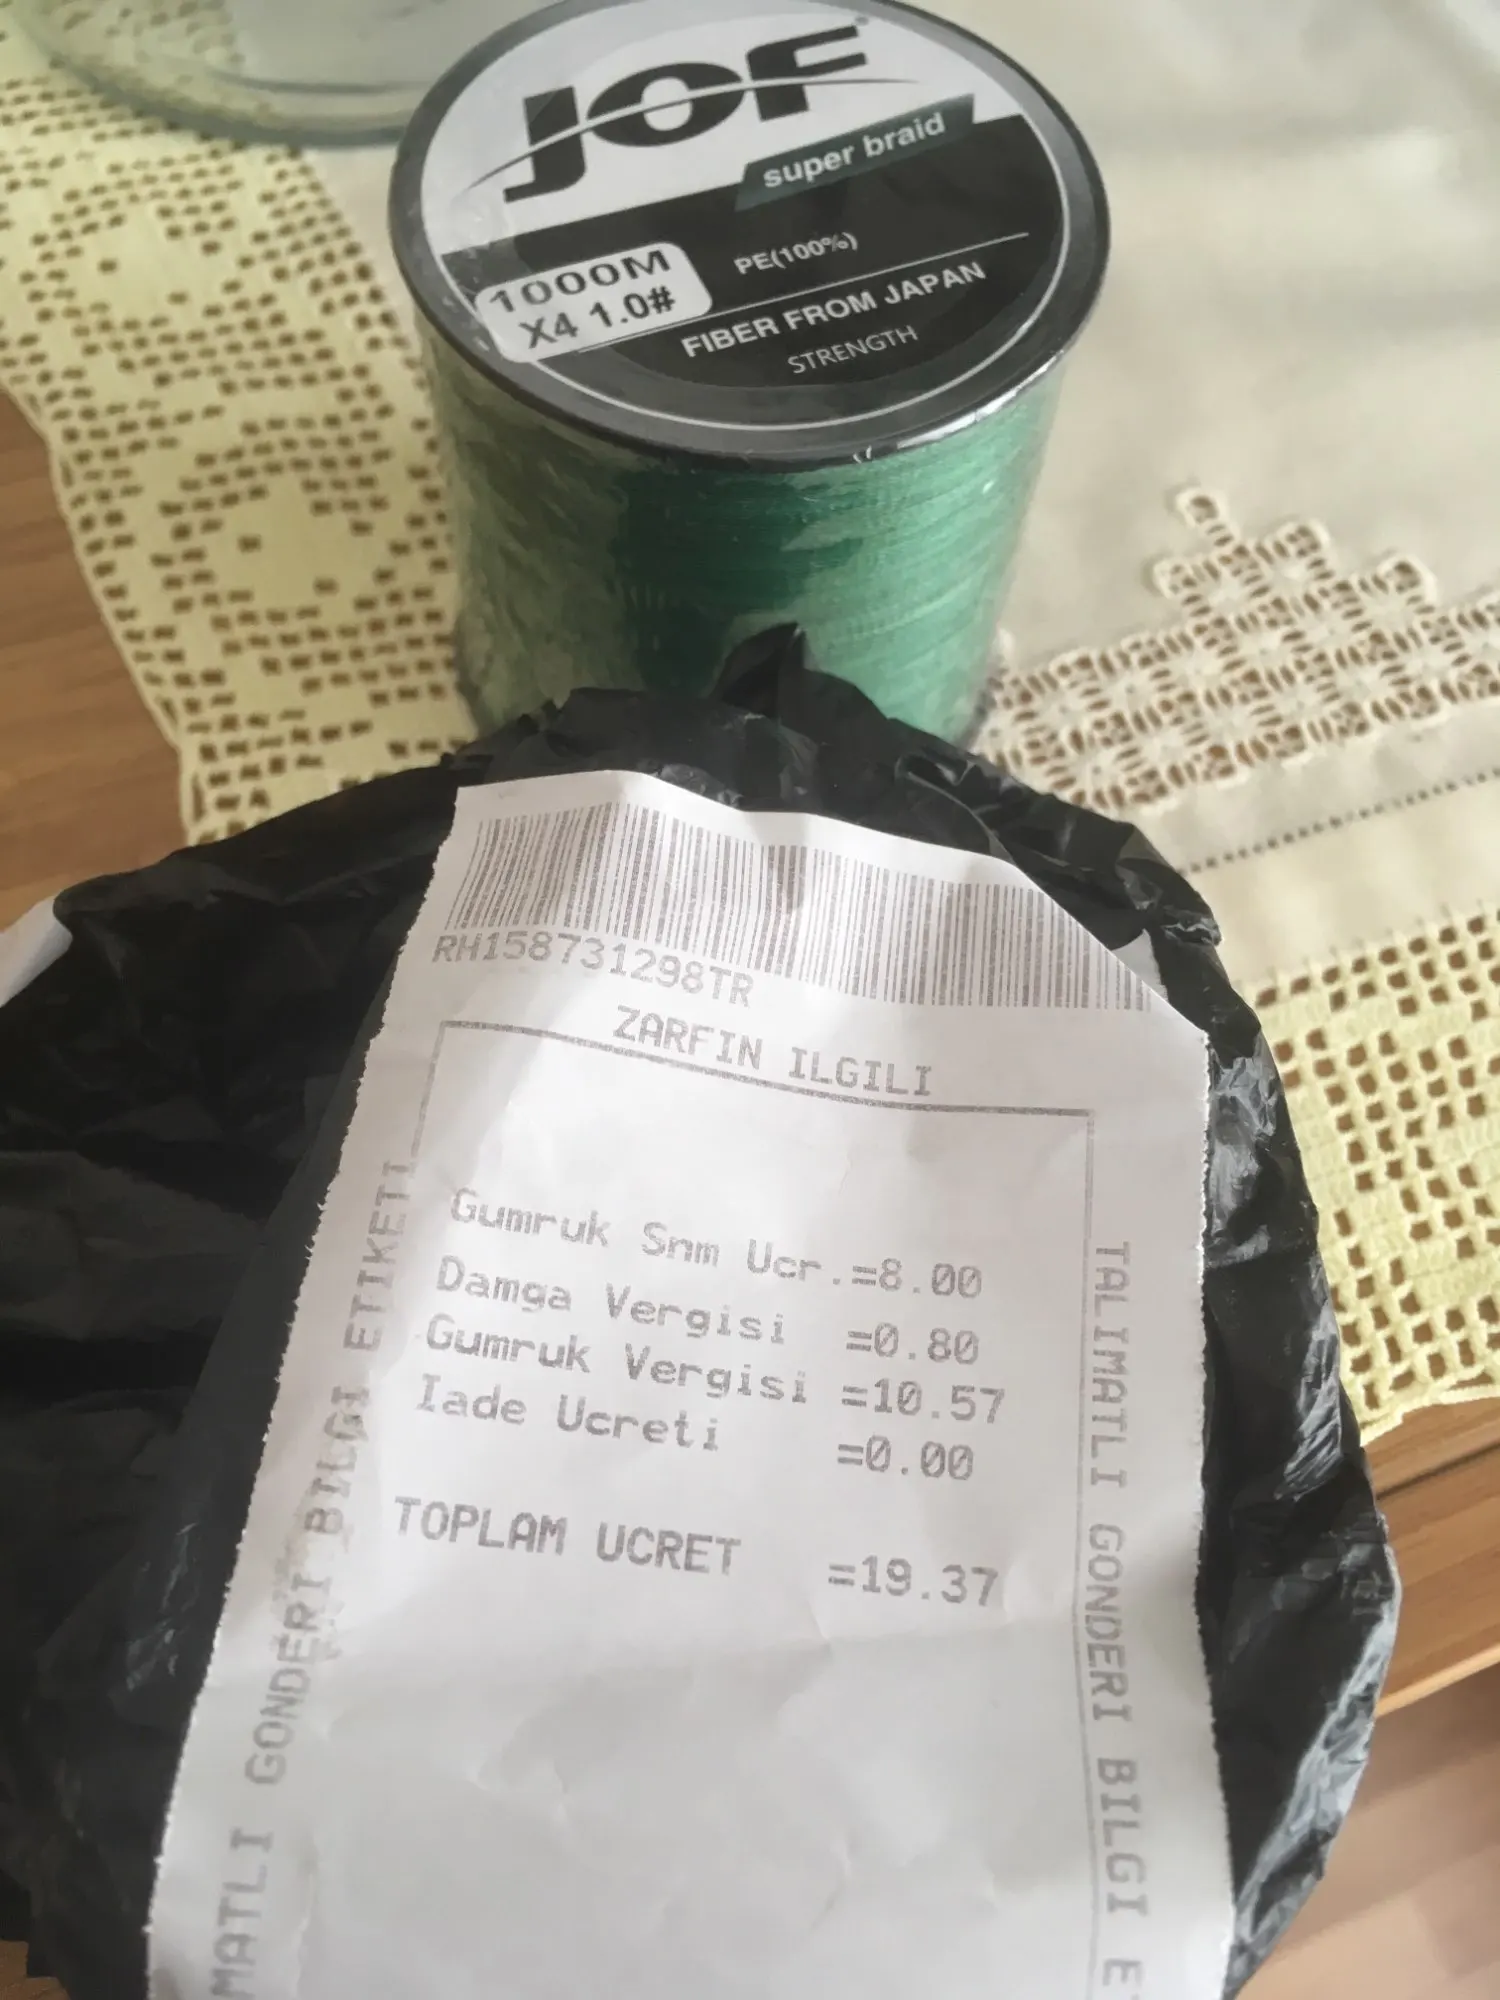 JOF
super braid
1000M
X4 1.0#
PE(100%)
FIBER FROM JAPAN
STRENGTH
RH158731298TR
ZARFIN ILGILI
Gumruk Snm Ucr.=8.00
Damga Vergisi =0.80
Gumruk Vergisi =10.57
Iade Ucreti =0.00
TOPLAM UCRET =19.37
MATLI GONDERI BILGI ETIKETI
TALIMATLI GONDERI BILGI E